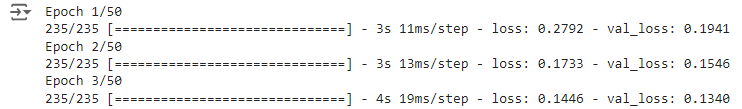 Epoch 1/50
235/235 [==============================] - 3s 11ms/step - loss: 0.2792 - val_loss: 0.1941
Epoch 2/50
235/235 [==============================] - 3s 13ms/step - loss: 0.1733 - val_loss: 0.1546
Epoch 3/50
235/235 [==============================] - 4s 19ms/step - loss: 0.1446 - val_loss: 0.1340